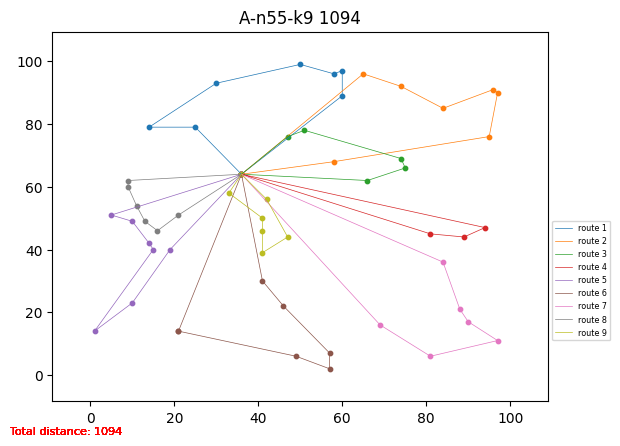 A-n55-k9 1094
100
80
60
40
20
0
0 20 40 60 80 100
route 1
route 2
route 3
route 4
route 5
route 6
route 7
route 8
route 9
Total distance: 1094